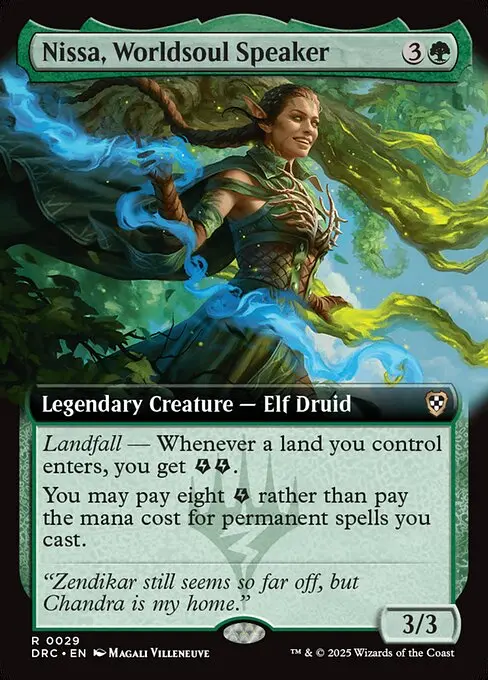 Nissa, Worldsoul Speaker 3
Legendary Creature — Elf Druid
Landfall — Whenever a land you control
enters, you get.
You may pay eight rather than pay
the mana cost for permanent spells you
cast.
“Zendikar still seems so far off, but
Chandra is my home.”
3/3
R 0029
DRC • EN Magali Villeneuve
™ & © 2025 Wizards of the Coast